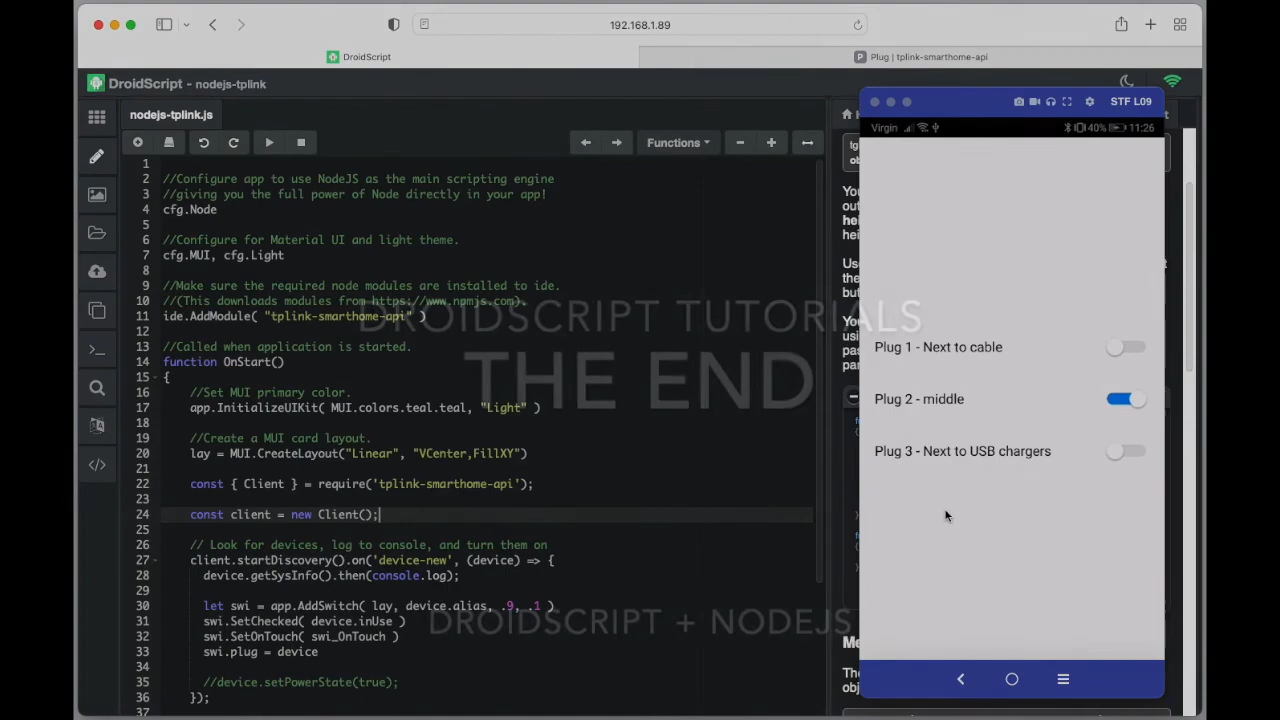 192.168.1.89
DroidScript
Plug | tplink-smarthome-api
DroidScript - nodejs-tplink
nodejs-tplink.js
STF L09
Virgin
40%
11:26
Functions
1
2 //Configure app to use NodeJS as the main scripting engine
3 //giving you the full power of Node directly in your app!
4 cfg.Node
5
6 //Configure for Material UI and light theme.
7 cfg.MUI, cfg.Light
8
9 //Make sure the required node modules are installed to ide.
10 //(This downloads modules from https://www.npmjs.com).
11 ide.AddModule( "tplink-smarthome-api" )
12
13 //Called when application is started.
14 function OnStart()
15 {
16 //Set MUI primary color.
17 app.InitializeUIKit( MUI.colors.teal.teal, "Light" )
18
19 //Create a MUI card layout.
20 lay = MUI.CreateLayout("Linear", "VCenter,FillXY")
21
22 const { Client } = require('tplink-smarthome-api');
23
24 const client = new Client();
25
26 // Look for devices, log to console, and turn them on
27 client.startDiscovery().on('device-new', (device) => {
28 device.getSysInfo().then(console.log);
29
30 let swi = app.AddSwitch( lay, device.alias, .9, .1 )
31 swi.SetChecked( device.inUse )
32 swi.SetOnTouch( swi_OnTouch )
33 swi.plug = device
34
35 //device.setPowerState(true);
36 });
37
DROIDSCRIPT TUTORIALS
THE END
DROIDSCRIPT + NODEJS
Plug 1 - Next to cable
Plug 2 - middle
Plug 3 - Next to USB chargers